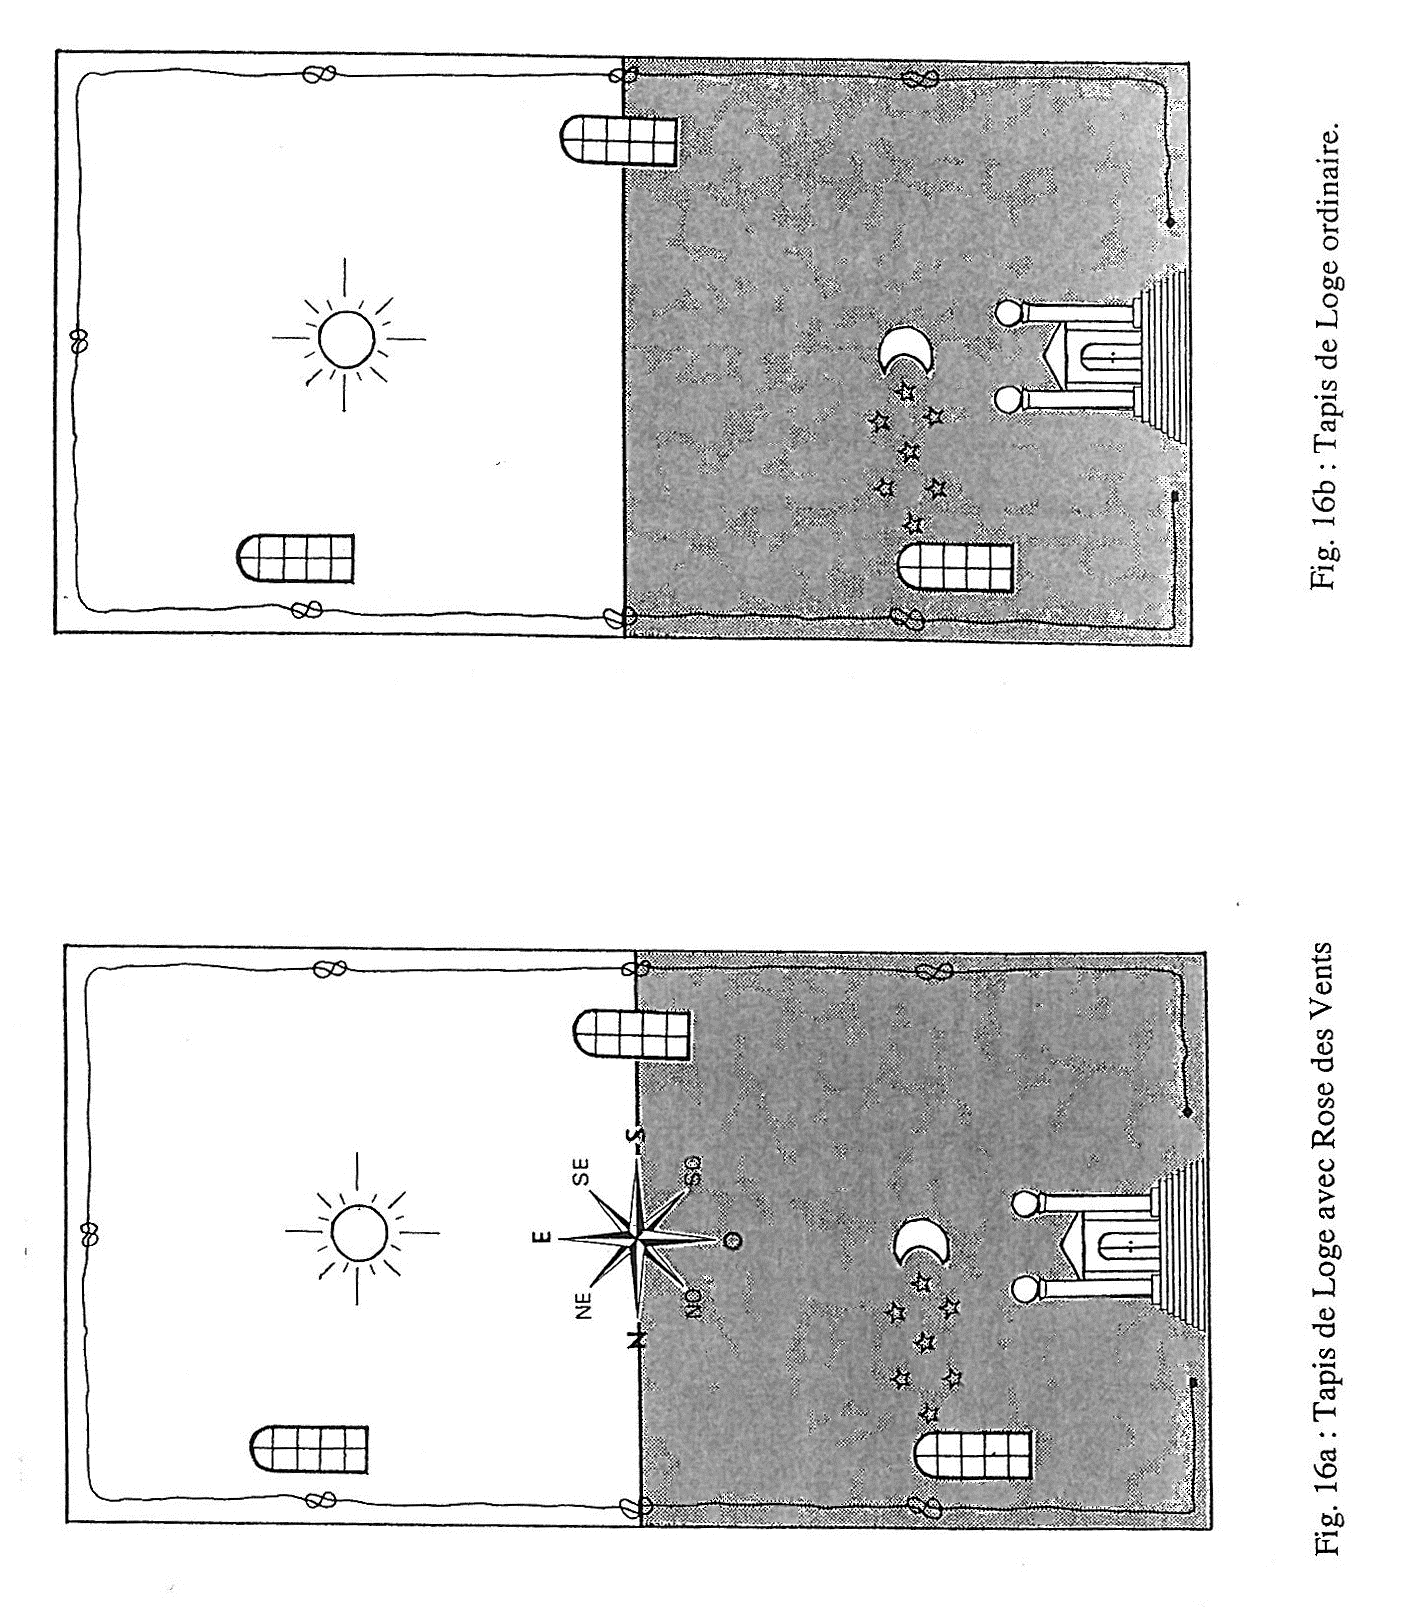 E
NE
SE
N
S
NO
SO
O
Fig. 16a : Tapis de Loge avec Rose des Vents
Fig. 16b : Tapis de Loge ordinaire.